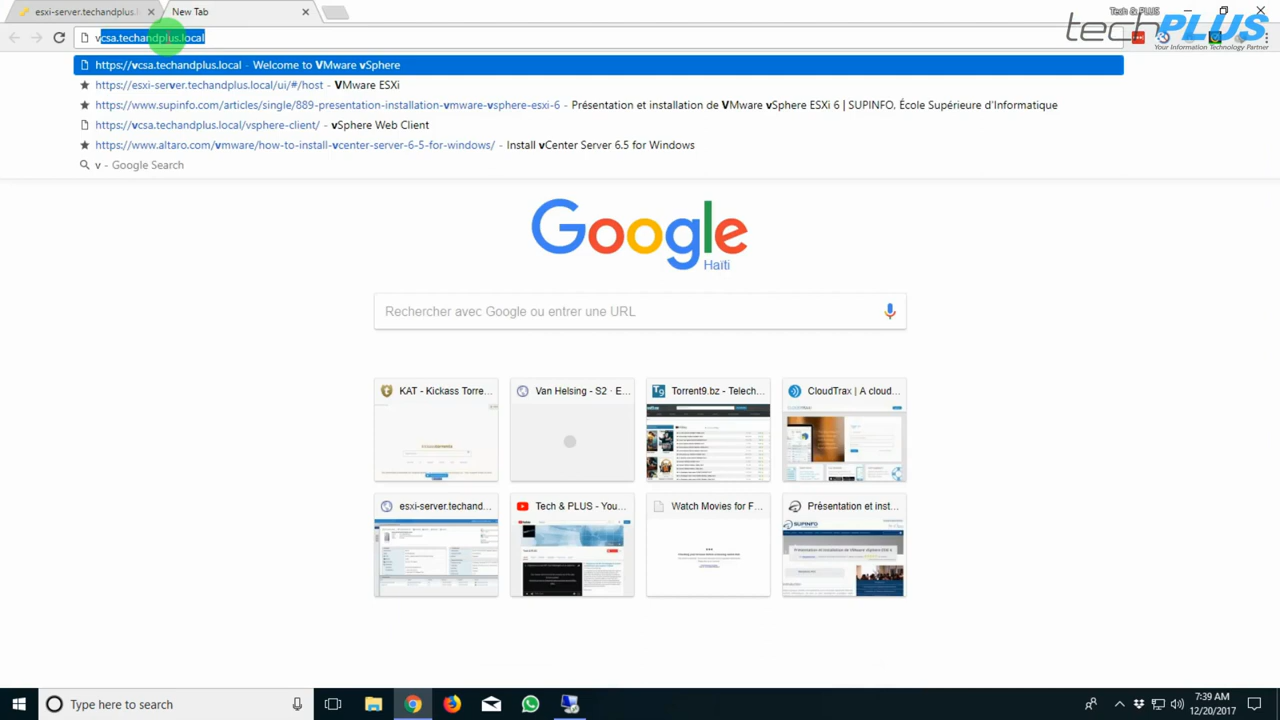 esxi-server.techandplus.l
New Tab
Tech & PLUS
techPLUS
Your Information Technology Partner
vcsa.techandplus.local
https://vcsa.techandplus.local - Welcome to VMware vSphere
https://esxi-server.techandplus.local/ui/#/host - VMware ESXi
https://www.supinfo.com/articles/single/889-presentation-installation-vmware-vsphere-esxi-6 - Présentation et installation de VMware vSphere ESXi 6 | SUPINFO, École Supérieure d'Informatique
https://vcsa.techandplus.local/vsphere-client/ - vSphere Web Client
https://www.altaro.com/vmware/how-to-install-vcenter-server-6-5-for-windows/ - Install vCenter Server 6.5 for Windows
v - Google Search
Google
Haïti
Rechercher avec Google ou entrer une URL
KAT - Kickass Torre...
Van Helsing - S2 · E...
Torrent9.bz - Telech...
CloudTrax | A cloud...
esxi-server.techand...
Tech & PLUS - You...
Watch Movies for F...
Présentation et inst...
Type here to search
7:39 AM
12/20/2017